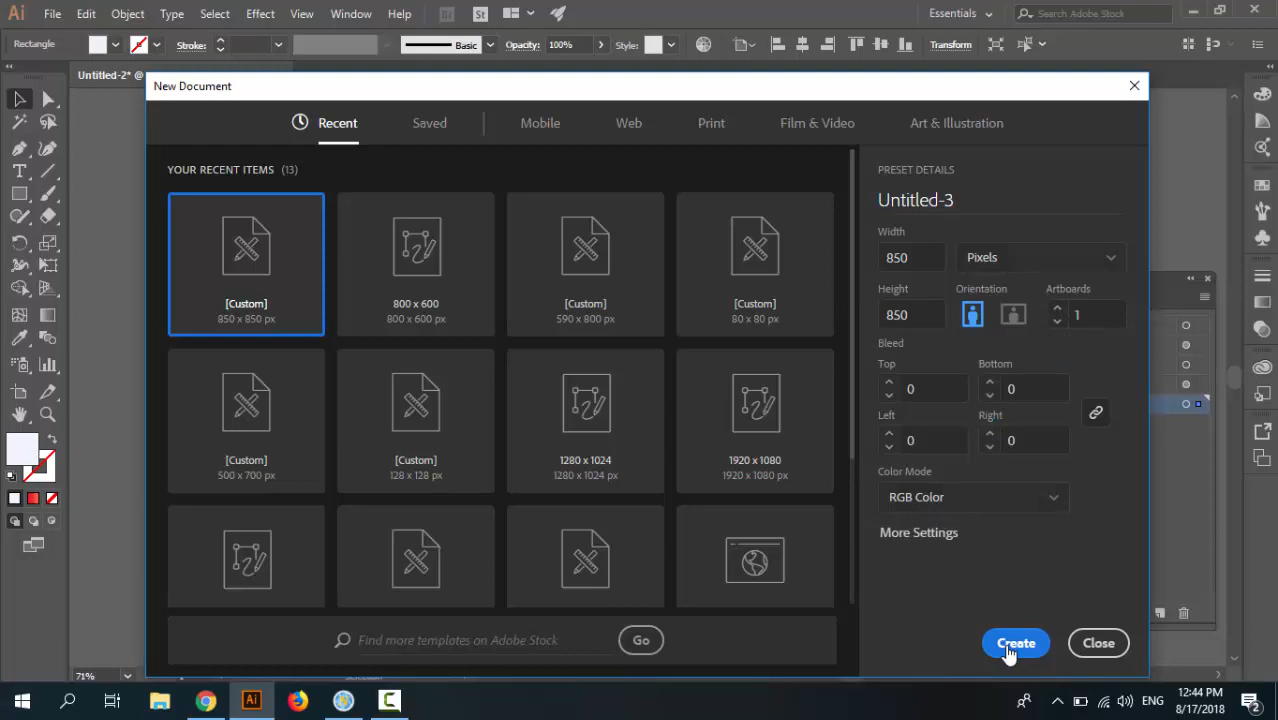 Ai File Edit Object Type Select Effect View Window Help Br St Essentials Search Adobe Stock
Rectangle Stroke: Basic Opacity: 100% Style: Transform
Untitled-2* @
New Document
Recent Saved Mobile Web Print Film & Video Art & Illustration
YOUR RECENT ITEMS (13)
[Custom]
850 x 850 px
800 x 600
800 x 600 px
[Custom]
590 x 800 px
[Custom]
80 x 80 px
[Custom]
500 x 700 px
[Custom]
128 x 128 px
1280 x 1024
1280 x 1024 px
1920 x 1080
1920 x 1080 px
Find more templates on Adobe Stock Go
PRESET DETAILS
Untitled-3
Width
850 Pixels
Height Orientation Artboards
850 1
Bleed
Top Bottom
0 0
Left Right
0 0
Color Mode
RGB Color
More Settings
Create Close
71%
Ai ENG 12:44 PM
8/17/2018 2